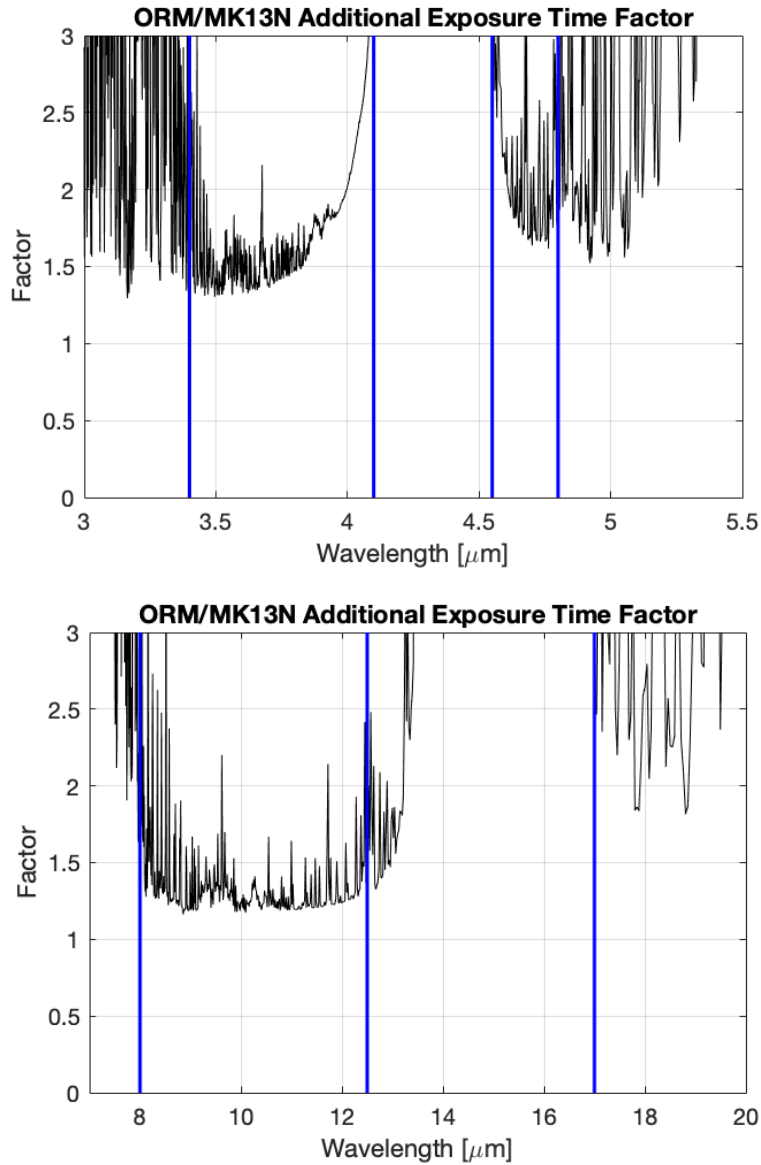 ORM/MK13N Additional Exposure Time Factor
3
2.5
2
1.5
1
0.5
0
Factor
3 3.5 4 4.5 5 5.5
Wavelength [μm]
ORM/MK13N Additional Exposure Time Factor
3
2.5
2
1.5
1
0.5
0
Factor
8 10 12 14 16 18 20
Wavelength [μm]